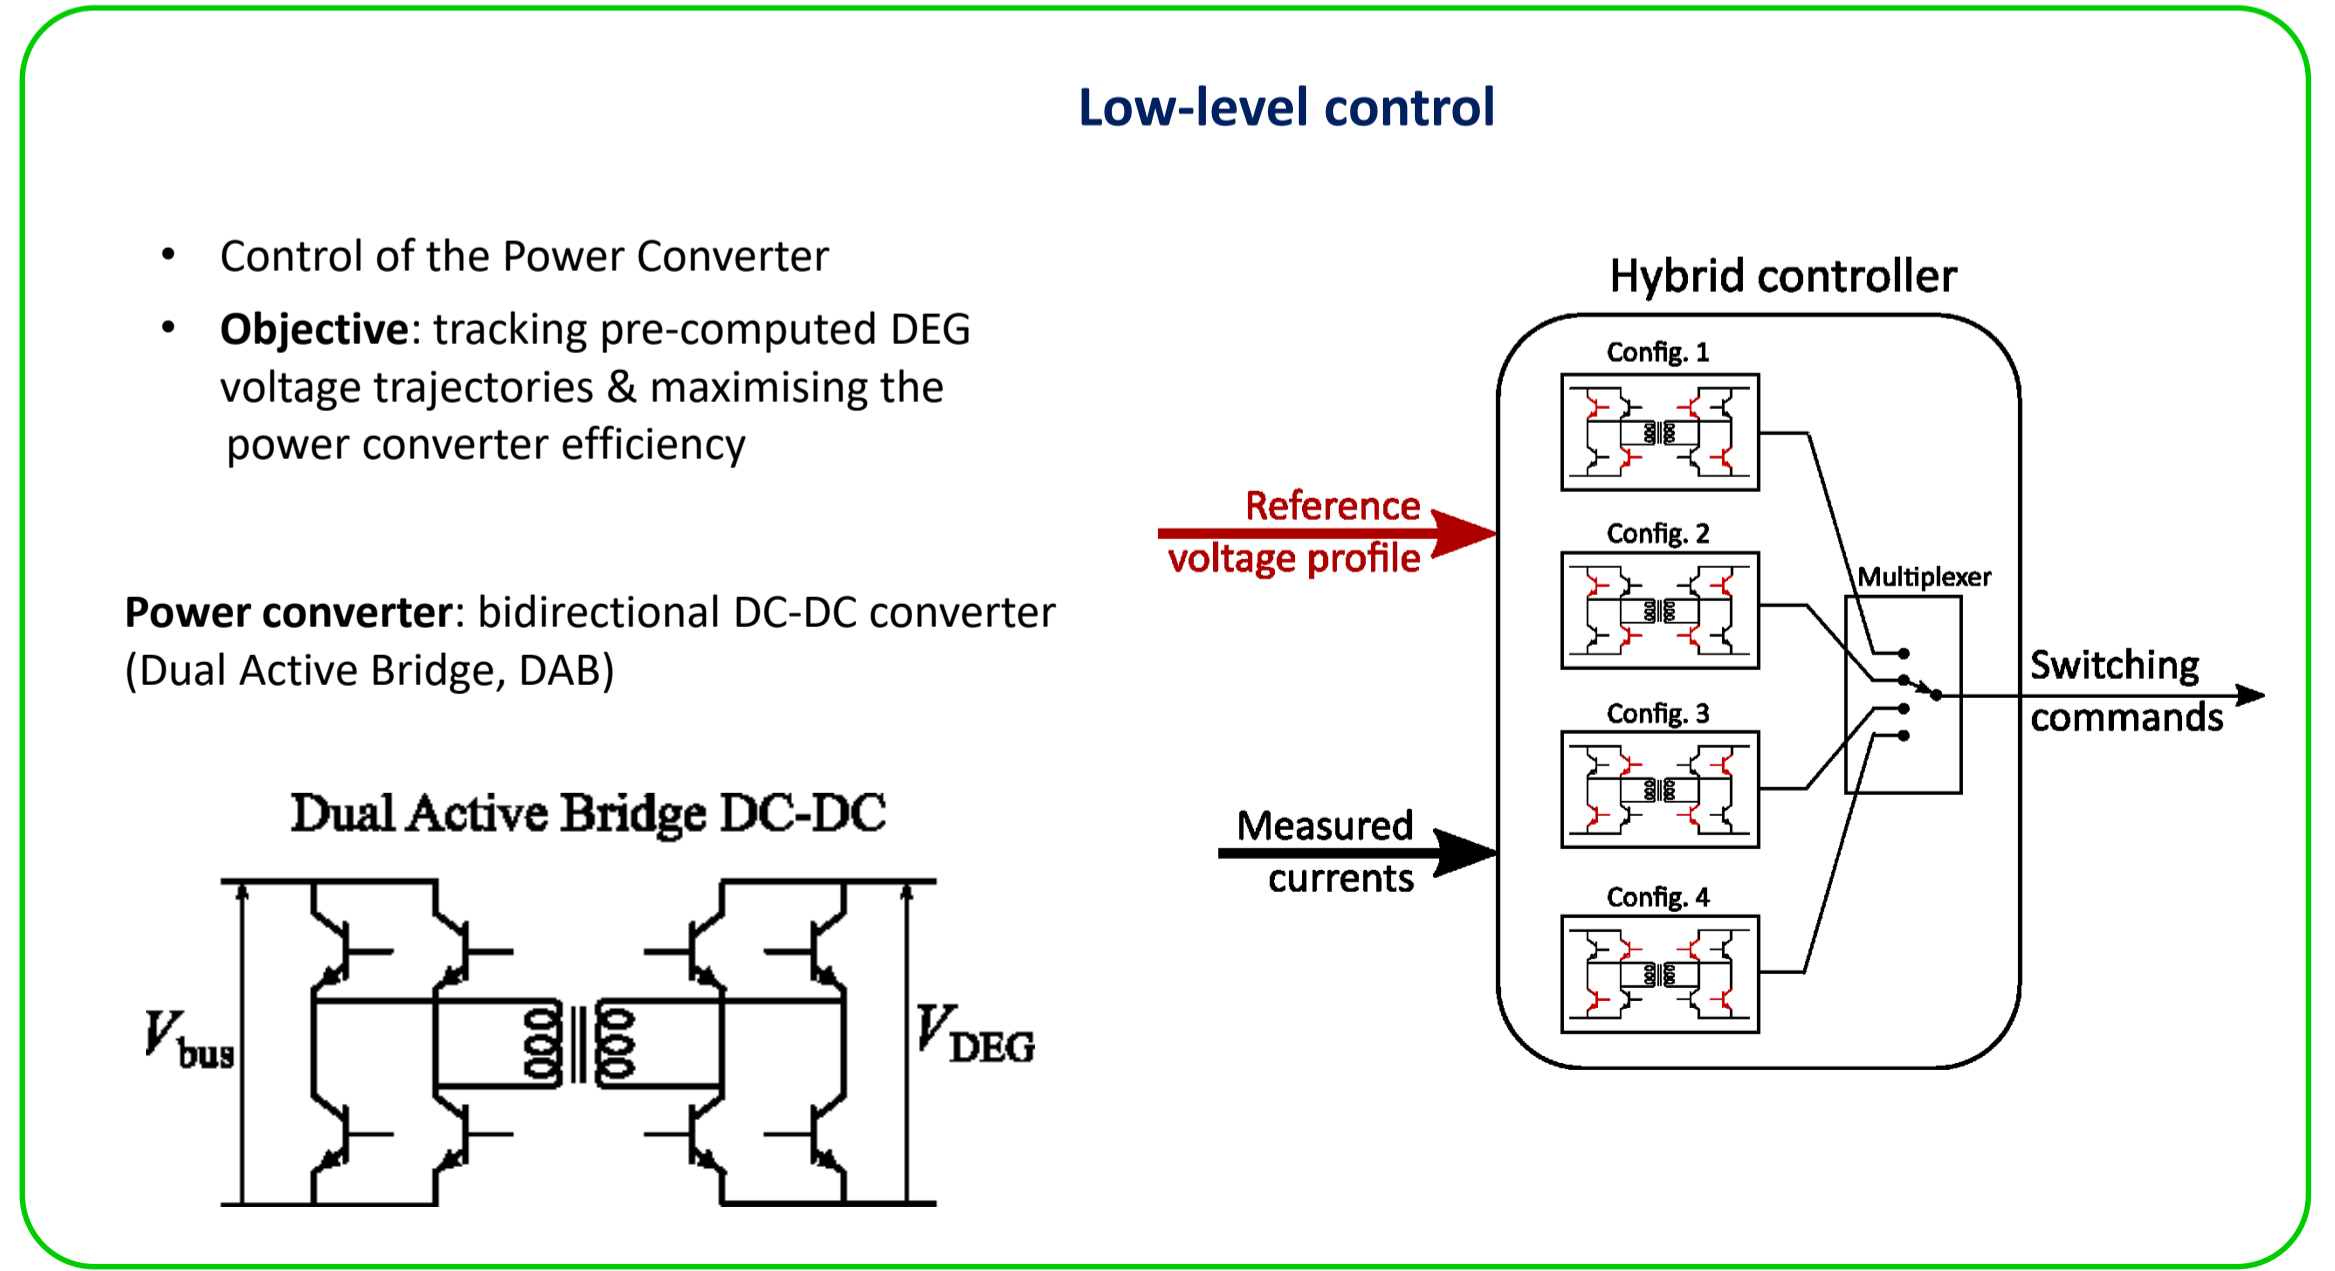 Low-level control
• Control of the Power Converter
• Objective: tracking pre-computed DEG
voltage trajectories & maximising the
power converter efficiency
Power converter: bidirectional DC-DC converter
(Dual Active Bridge, DAB)
Dual Active Bridge DC-DC
Vbus
VDEG
Hybrid controller
Reference
voltage profile
Measured
currents
Config. 1
Config. 2
Config. 3
Config. 4
Multiplexer
Switching
commands